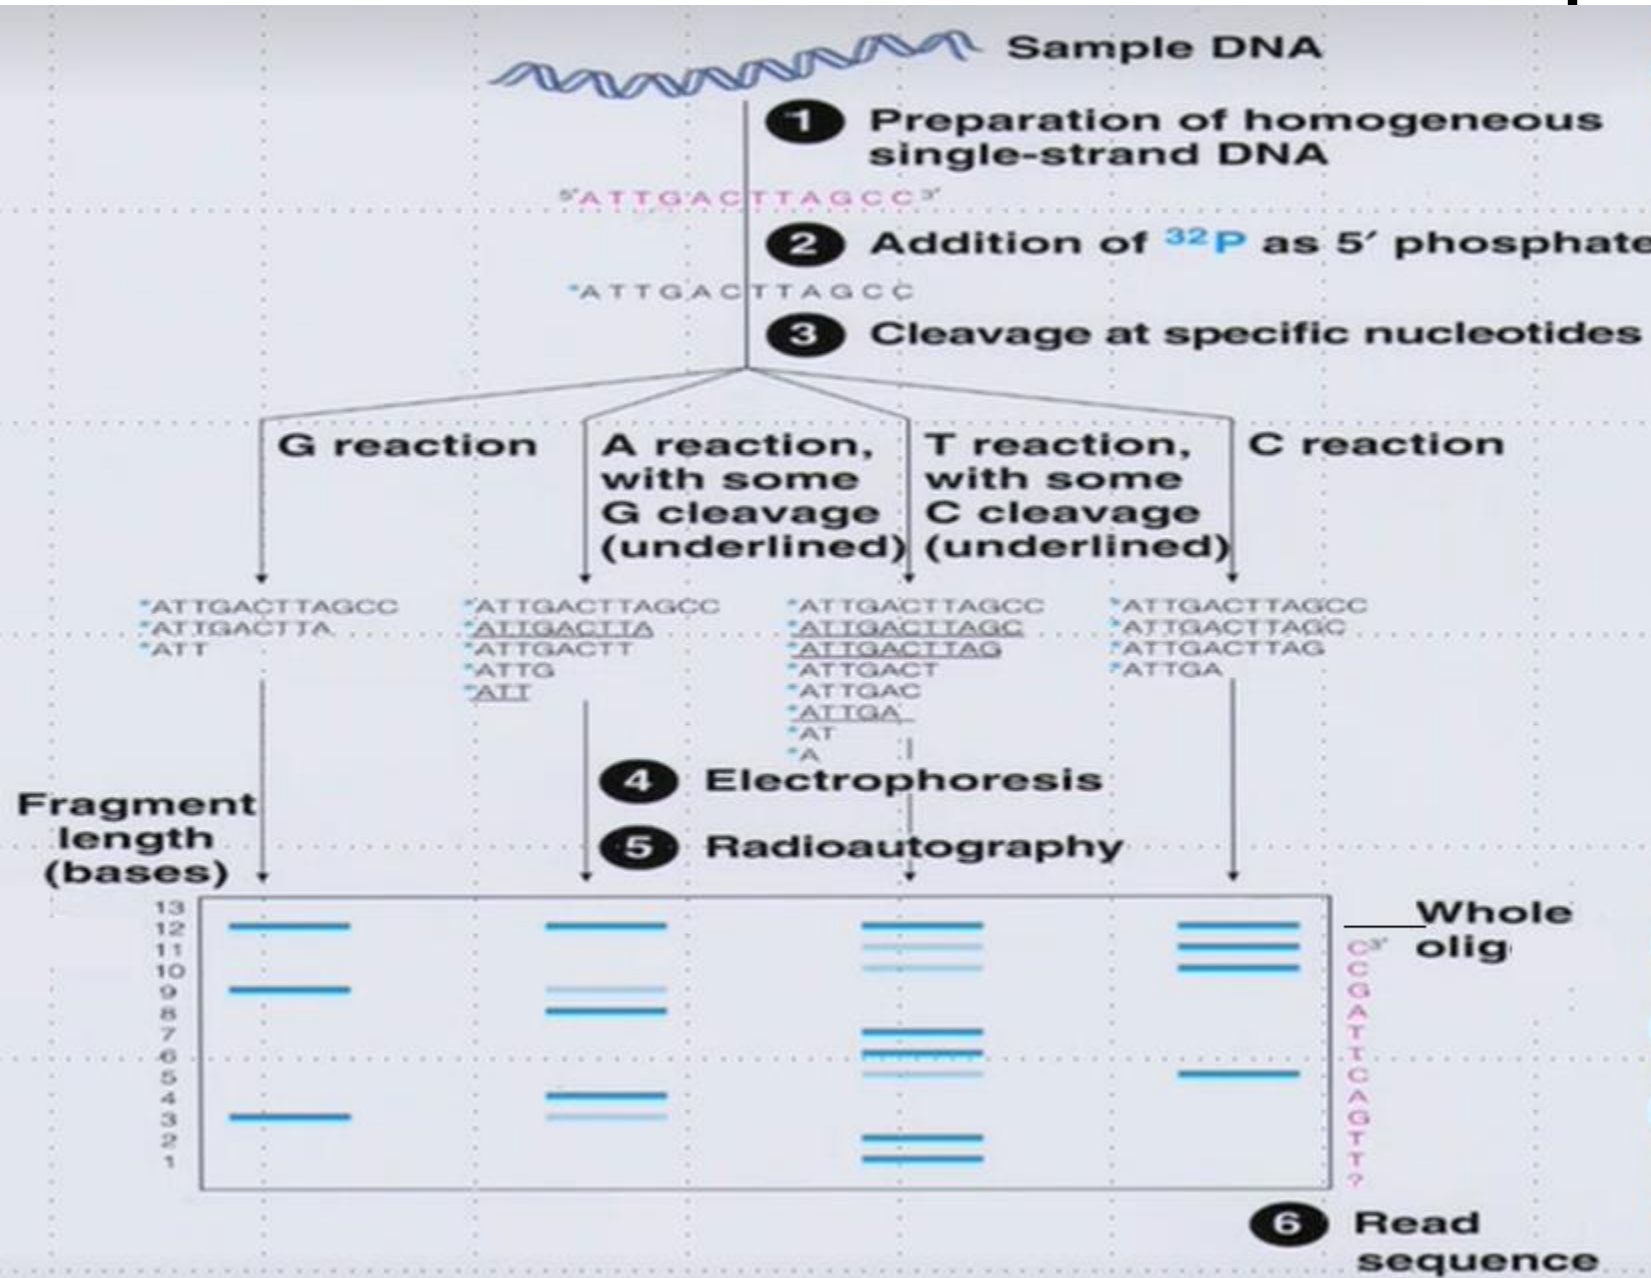 Sample DNA
1 Preparation of homogeneous
single-strand DNA
5'ATTGACTTAGCC3'
2 Addition of 32P as 5′ phosphate
*ATTGACTTAGCC
3 Cleavage at specific nucleotides
G reaction
A reaction,
with some
G cleavage
(underlined)
T reaction,
with some
C cleavage
(underlined)
C reaction
*ATTGACTTAGCC
*ATTGACTTA
*ATT
*ATTGACTTAGCC
*ATTGACTTA
*ATTGACTT
*ATTG
*ATT
*ATTGACTTAGCC
*ATTGACTTAGC
*ATTGACTTAG
*ATTGACT
*ATTGAC
*ATTGA
*AT
*A
*ATTGACTTAGCC
*ATTGACTTAGC
*ATTGACTTAG
*ATTGA
4 Electrophoresis
5 Radioautography
Fragment
length
(bases)
13
12
11
10
9
8
7
6
5
4
3
2
1
Whole
olig
C3'
C
G
A
T
T
C
A
G
T
T
?
6 Read
sequence